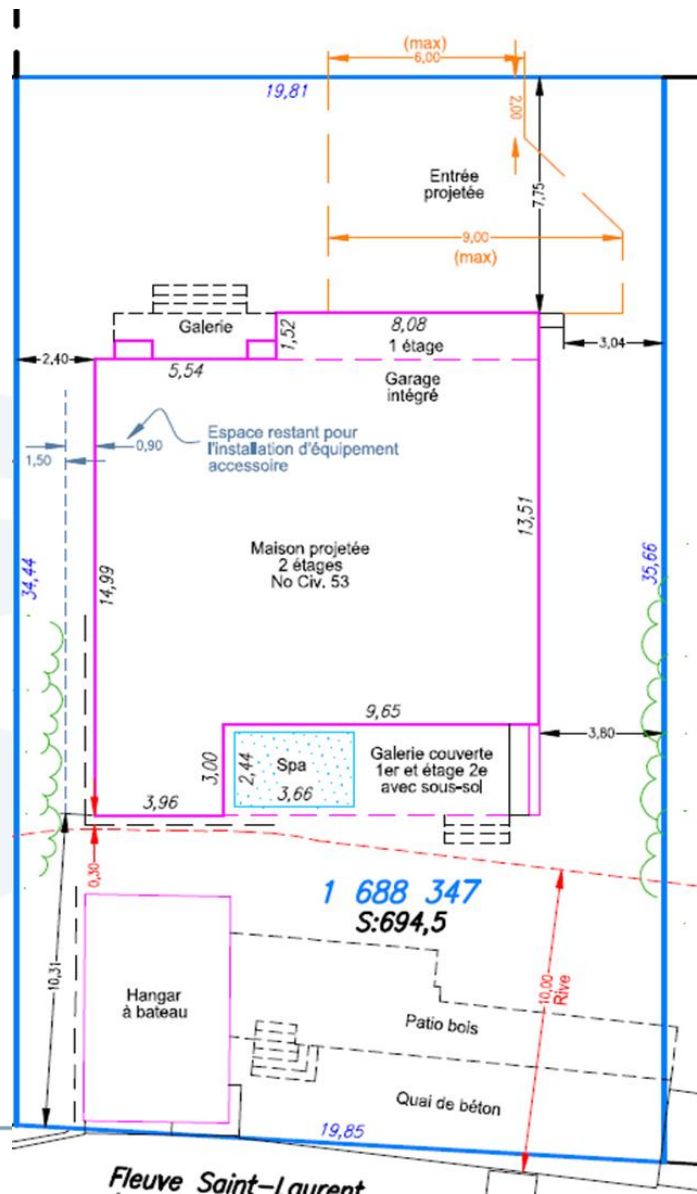 (max)
6,00
19,81
2,00
Entrée
projetée
7,75
9,00
(max)
Galerie
1,52
8,08
1 étage
2,40
5,54
3,04
Garage
intégré
Espace restant pour
l'installation d'équipement
accessoire
0,90
1,50
13,51
Maison projetée
2 étages
No Civ. 53
34,44
14,99
35,66
9,65
3,00
2,44
Spa
3,66
Galerie couverte
1er et étage 2e
avec sous-sol
3,80
3,96
0,30
1 688 347
S:694,5
10,31
10,00
Rive
Hangar
à bateau
Patio bois
Quai de béton
19,85
Fleuve Saint-Laurent